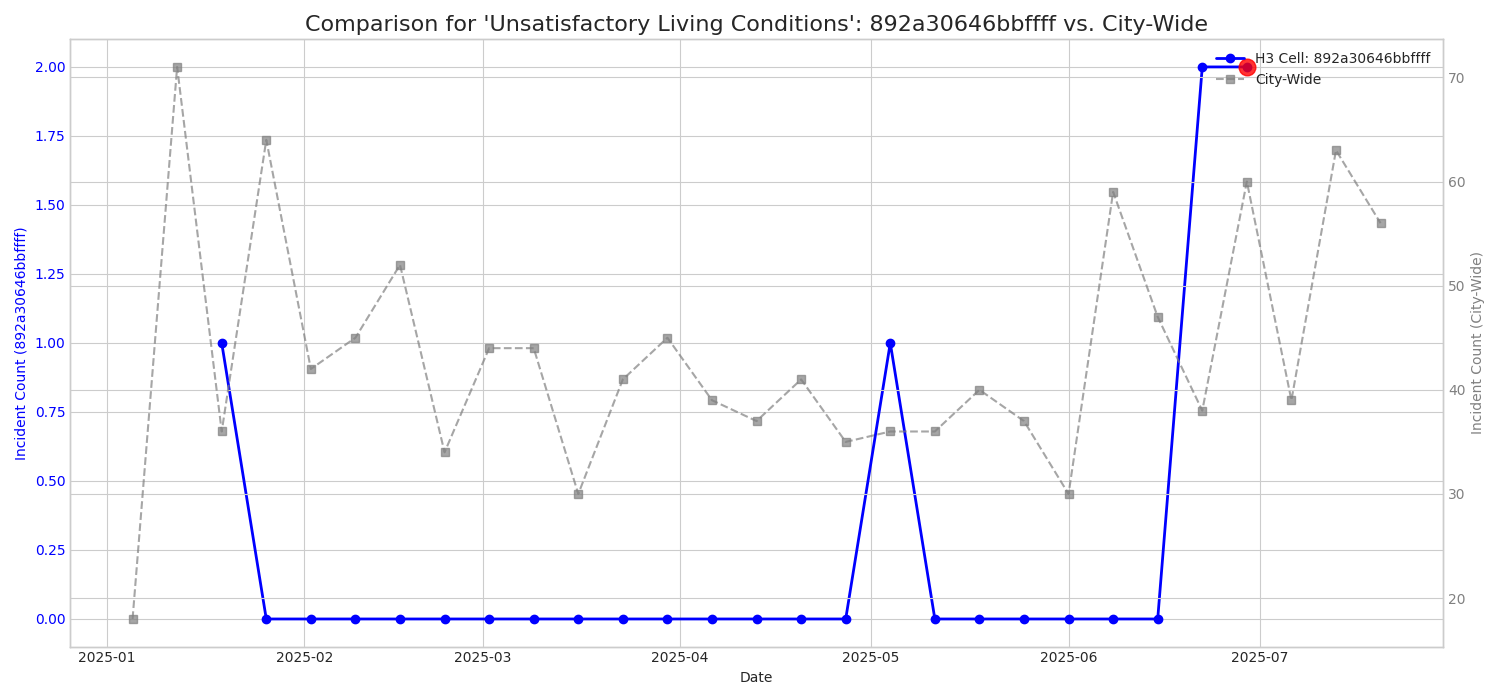 Comparison for 'Unsatisfactory Living Conditions': 892a30646bbffff vs. City-Wide
H3 Cell: 892a30646bbffff
City-Wide
Incident Count (892a30646bbffff)
2.00
1.75
1.50
1.25
1.00
0.75
0.50
0.25
0.00
70
60
50
40
30
20
Incident Count (City-Wide)
2025-01 2025-02 2025-03 2025-04 2025-05 2025-06 2025-07
Date